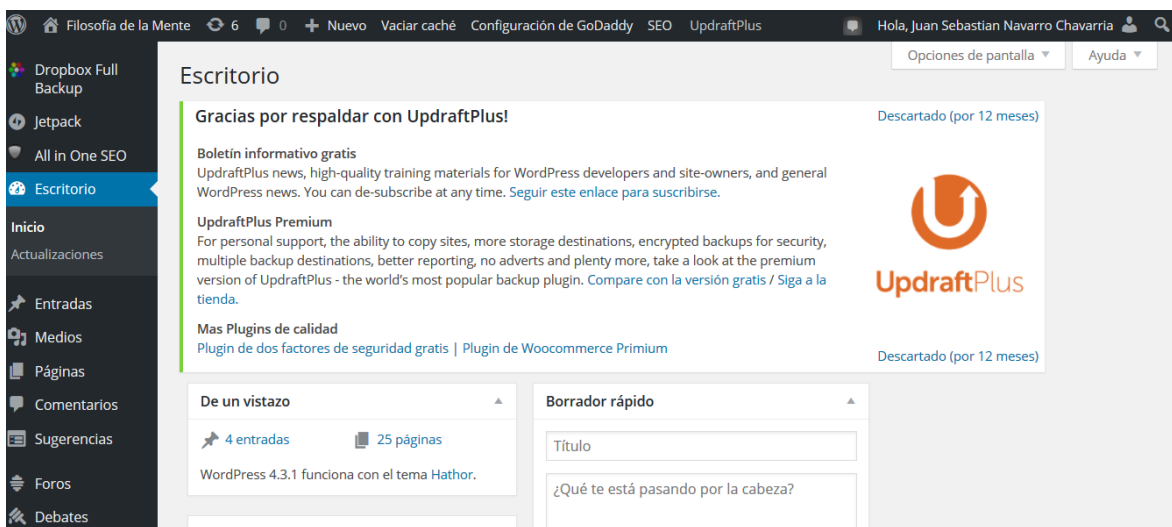 Filosofía de la Mente 6 0 + Nuevo Vaciar caché Configuración de GoDaddy SEO UpdraftPlus Hola, Juan Sebastian Navarro Chavarria
Opciones de pantalla Ayuda
Dropbox Full
Backup
Jetpack
All in One SEO
Escritorio
Inicio
Actualizaciones
Entradas
Medios
Páginas
Comentarios
Sugerencias
Foros
Debates
Escritorio
Gracias por respaldar con UpdraftPlus! Descartado (por 12 meses)
Boletín informativo gratis
UpdraftPlus news, high-quality training materials for WordPress developers and site-owners, and general
WordPress news. You can de-subscribe at any time. Seguir este enlace para suscribirse.
UpdraftPlus Premium
For personal support, the ability to copy sites, more storage destinations, encrypted backups for security,
multiple backup destinations, better reporting, no adverts and plenty more, take a look at the premium
version of UpdraftPlus - the world's most popular backup plugin. Compare con la versión gratis / Siga a la
tienda.
Mas Plugins de calidad
Plugin de dos factores de seguridad gratis | Plugin de Woocommerce Primium
UpdraftPlus
Descartado (por 12 meses)
De un vistazo
4 entradas 25 páginas
WordPress 4.3.1 funciona con el tema Hathor.
Borrador rápido
Título
¿Qué te está pasando por la cabeza?